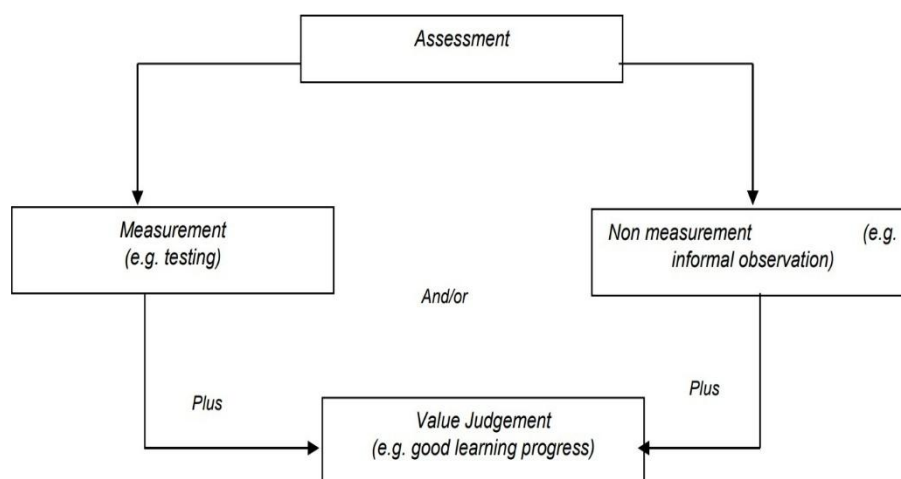 Assessment
Measurement
(e.g. testing)
Non measurement (e.g.
informal observation)
And/or
Plus
Plus
Value Judgement
(e.g. good learning progress)